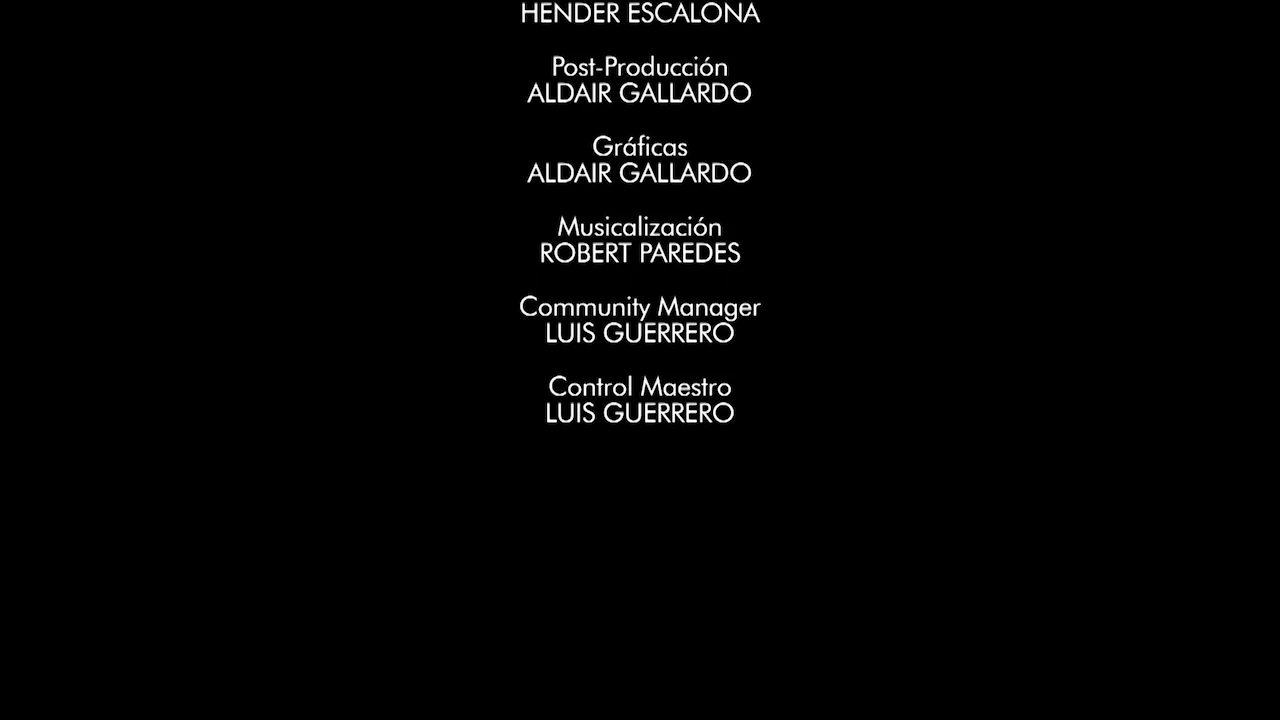 HENDER ESCALONA
Post-Producción
ALDAIR GALLARDO
Gráficas
ALDAIR GALLARDO
Musicalización
ROBERT PAREDES
Community Manager
LUIS GUERRERO
Control Maestro
LUIS GUERRERO